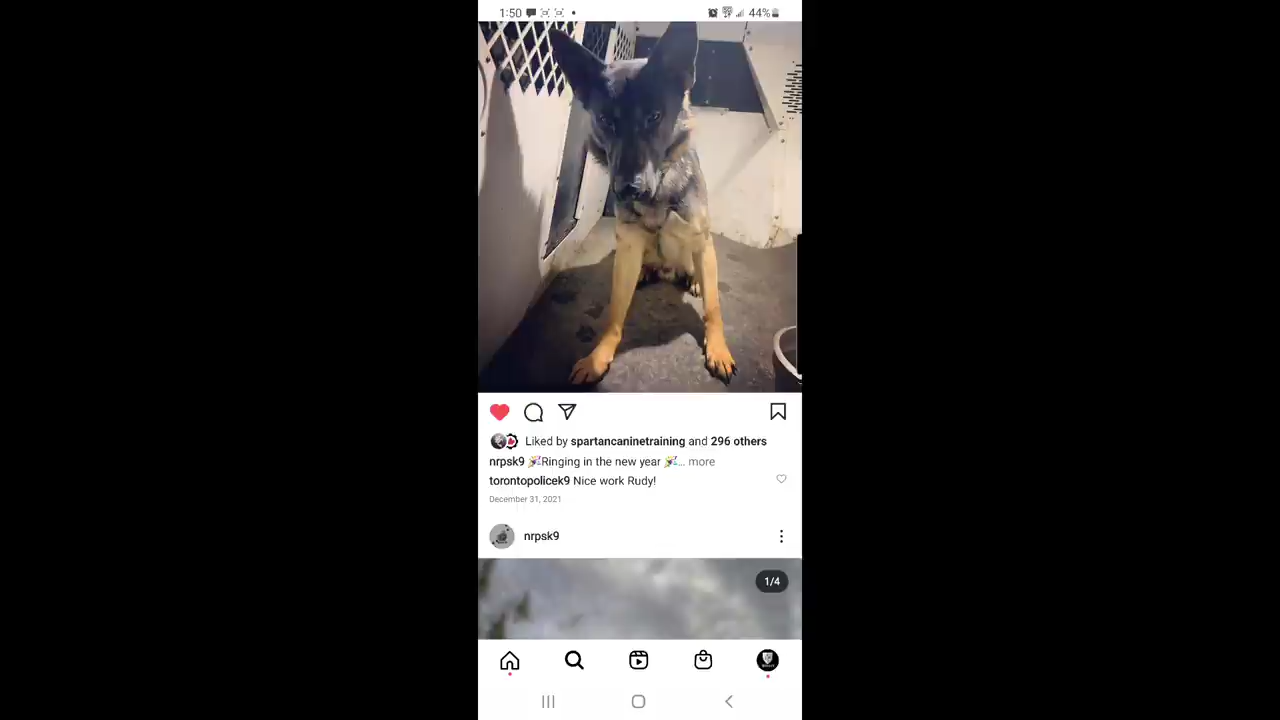 1:50 44%
Liked by spartancaninetraining and 296 others
nrpsk9 🎉Ringing in the new year 🎉... more
torontopolicek9 Nice work Rudy!
December 31, 2021
nrpsk9
1/4